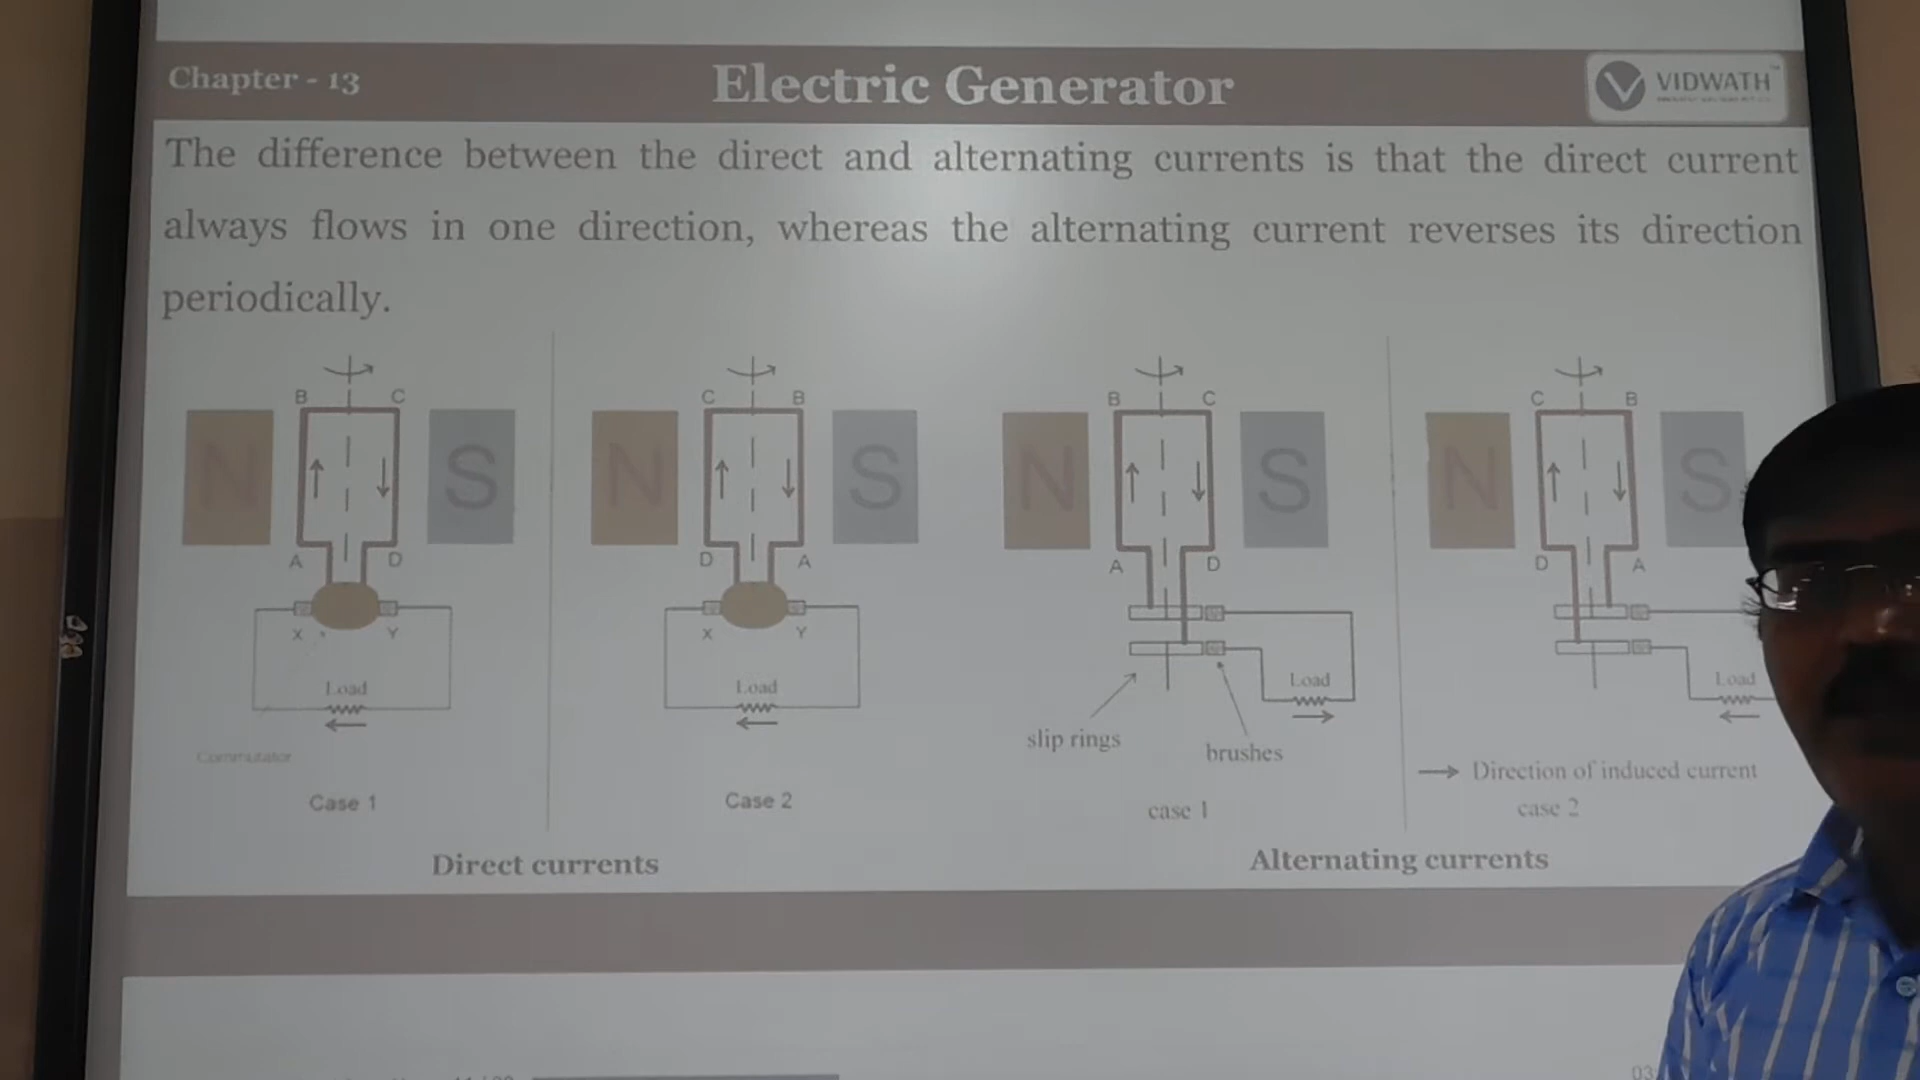 Chapter - 13
Electric Generator
VIDWATH
The difference between the direct and alternating currents is that the direct current
always flows in one direction, whereas the alternating current reverses its direction
periodically.
B C
N S
A D
X Y
Load
Commutator
Case 1
C B
N S
D A
X Y
Load
Case 2
Direct currents
B C
N S
A D
Load
slip rings
brushes
case 1
C B
N S
D A
Load
Direction of induced current
case 2
Alternating currents